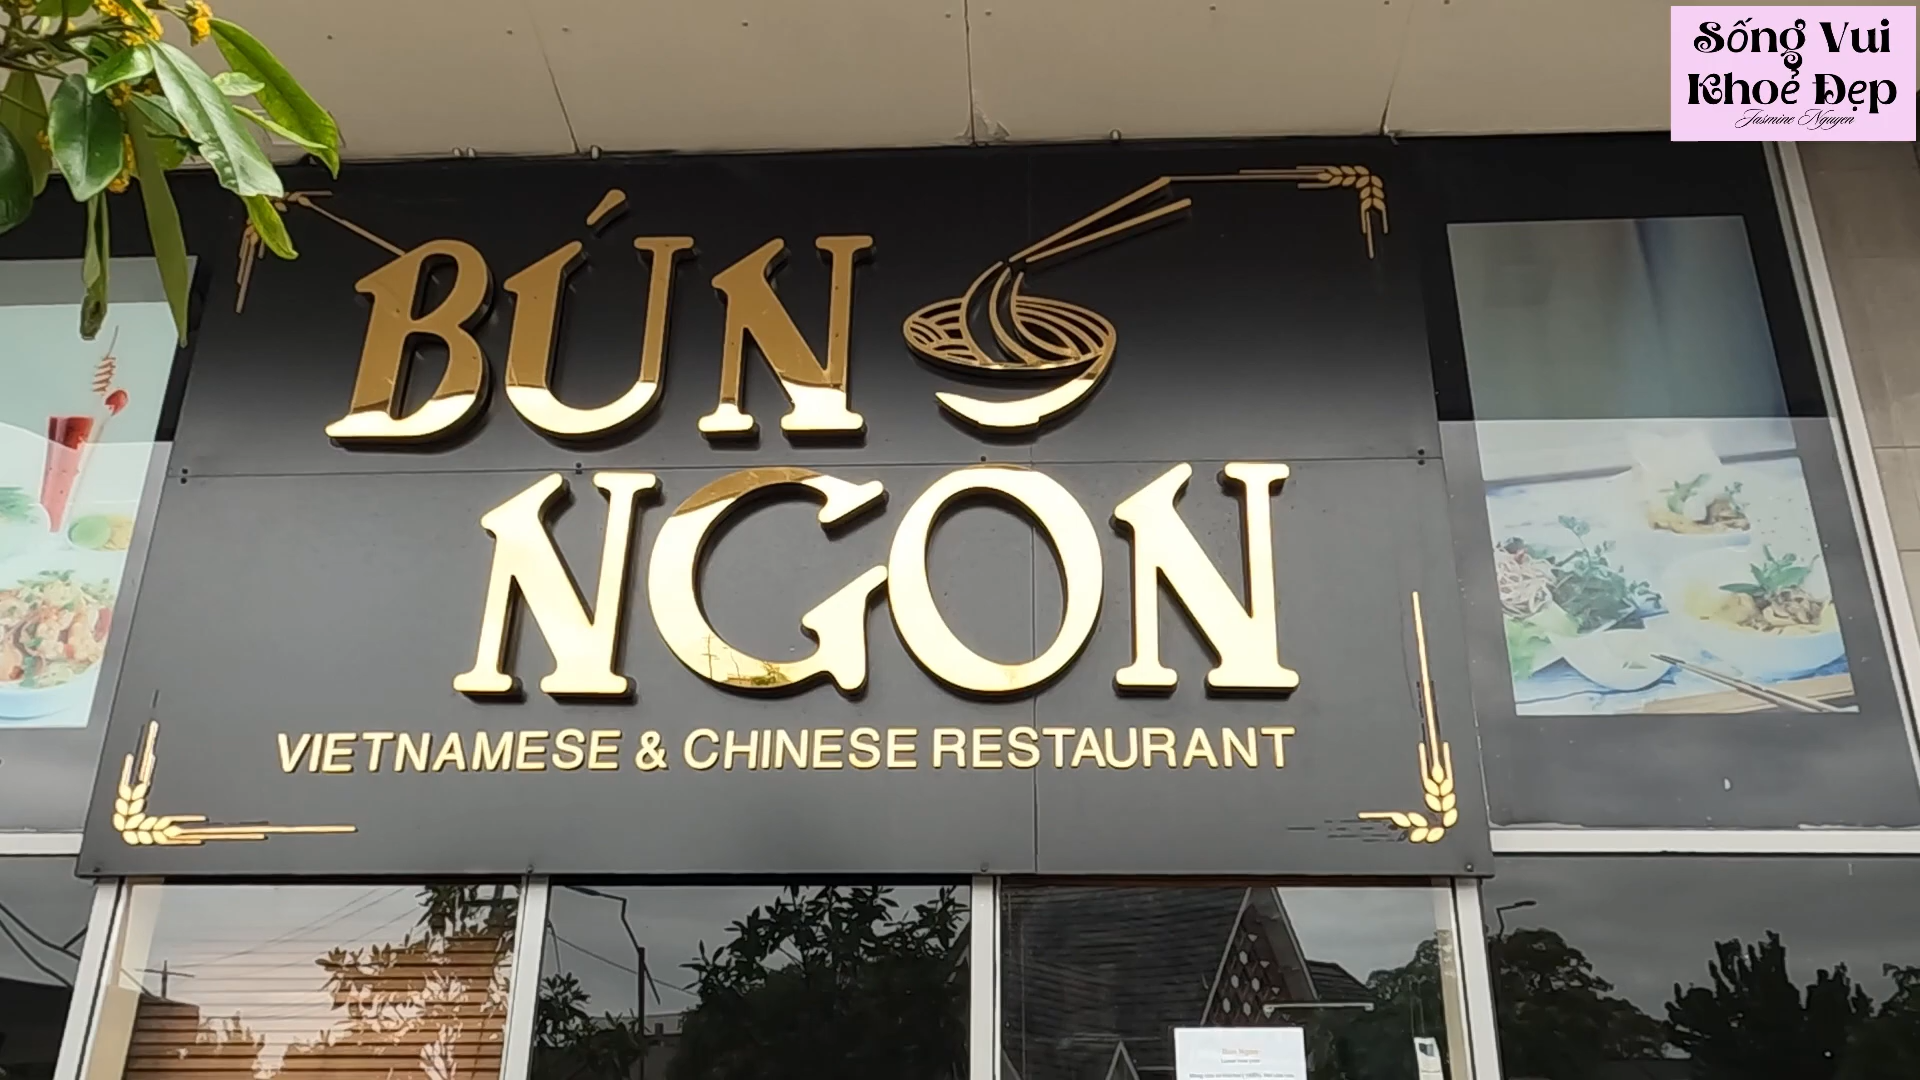 Sống Vui
Khoẻ Đẹp
Jasmine Nguyen
BÚN
NGON
VIETNAMESE & CHINESE RESTAURANT